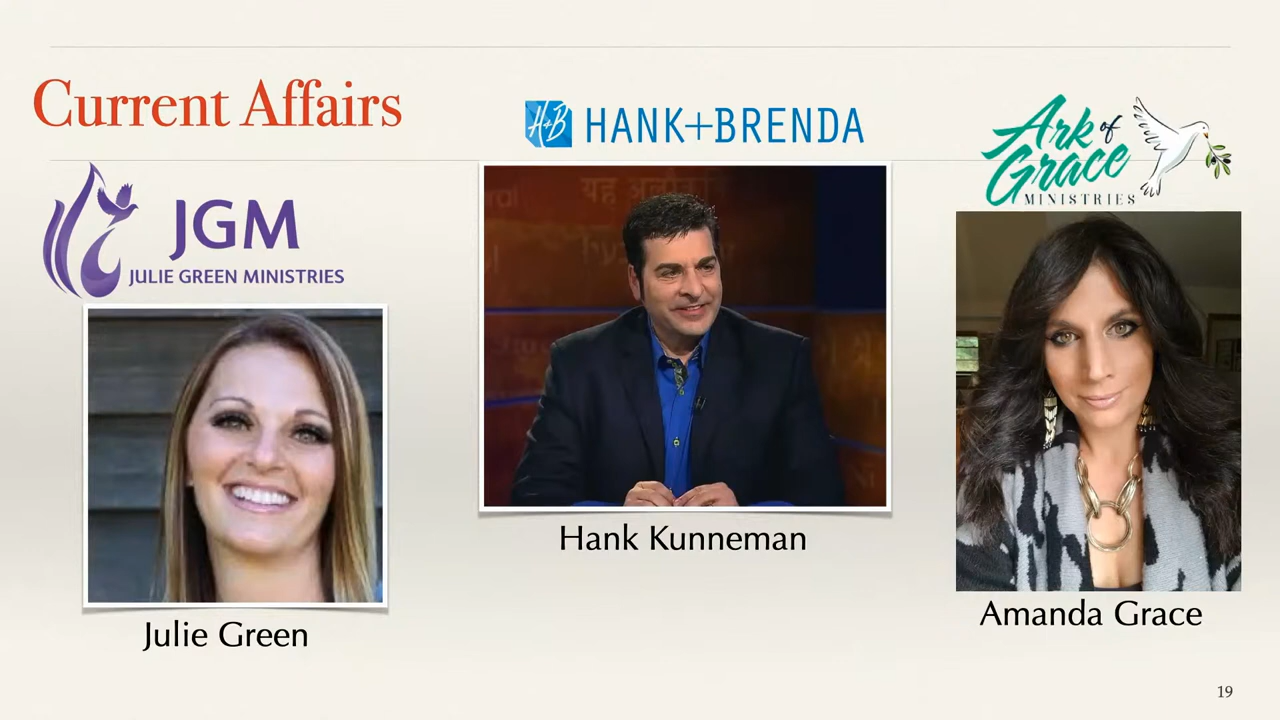 Current Affairs
JGM
JULIE GREEN MINISTRIES
Julie Green
H+B HANK+BRENDA
Hank Kunneman
Ark of
Grace
MINISTRIES
Amanda Grace
19